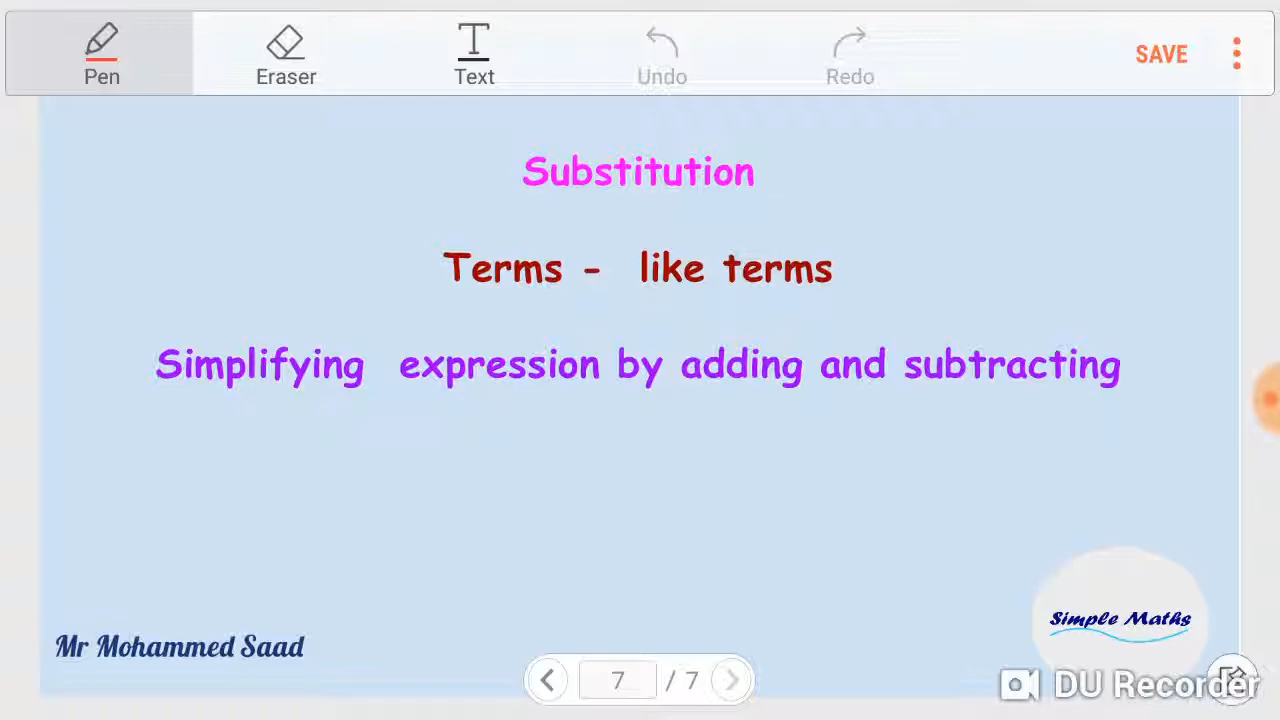 Pen
Eraser
Text
Undo
Redo
SAVE
Substitution
Terms - like terms
Simplifying expression by adding and subtracting
Mr Mohammed Saad
Simple Maths
7 / 7
DU Recorder